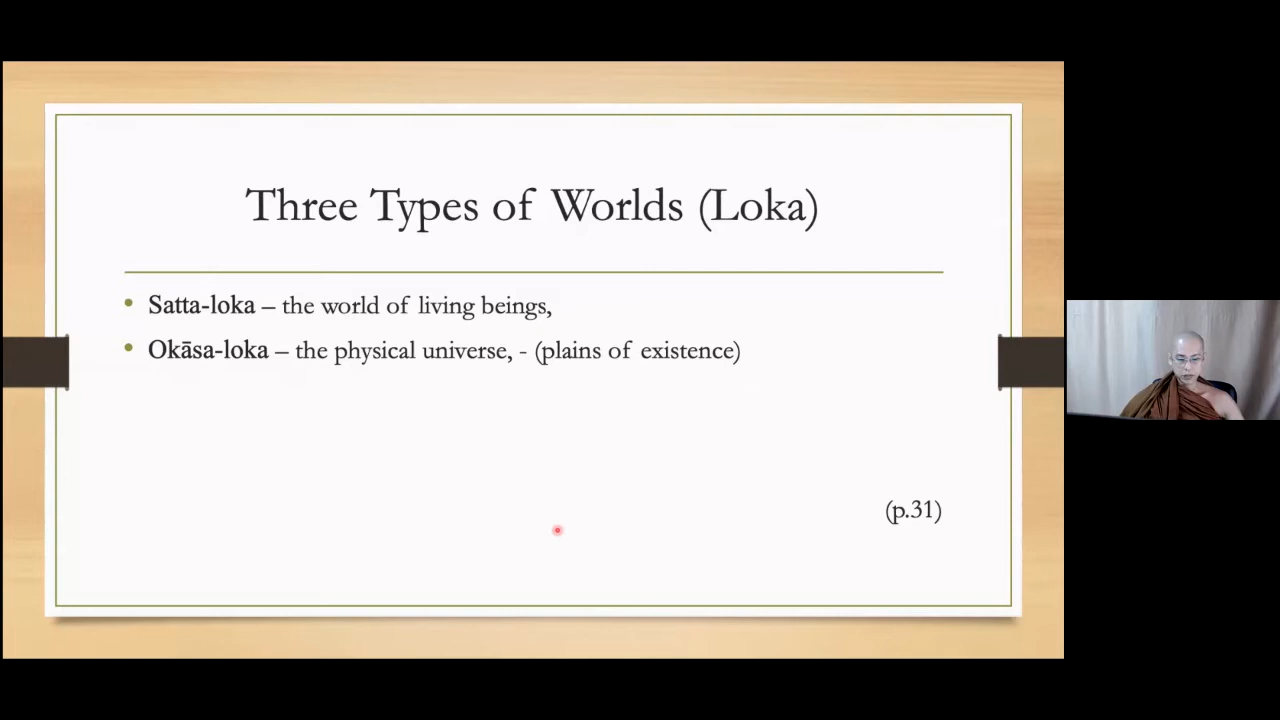 Three Types of Worlds (Loka)
Satta-loka – the world of living beings,
Okāsa-loka – the physical universe, - (plains of existence)
(p.31)